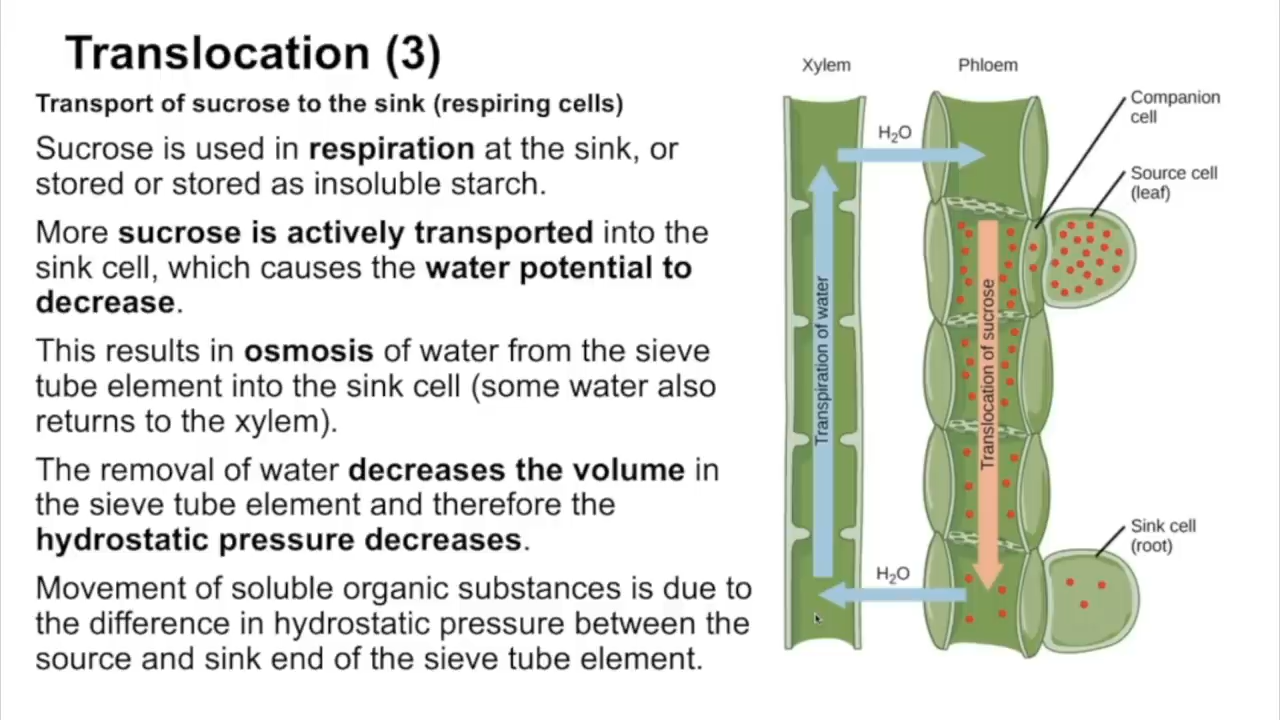 Translocation (3)
Transport of sucrose to the sink (respiring cells)
Sucrose is used in respiration at the sink, or
stored or stored as insoluble starch.
More sucrose is actively transported into the
sink cell, which causes the water potential to
decrease.
This results in osmosis of water from the sieve
tube element into the sink cell (some water also
returns to the xylem).
The removal of water decreases the volume in
the sieve tube element and therefore the
hydrostatic pressure decreases.
Movement of soluble organic substances is due to
the difference in hydrostatic pressure between the
source and sink end of the sieve tube element.
Xylem
Phloem
Companion
cell
H₂O
Source cell
(leaf)
Transpiration of water
Translocation of sucrose
Sink cell
(root)
H₂O